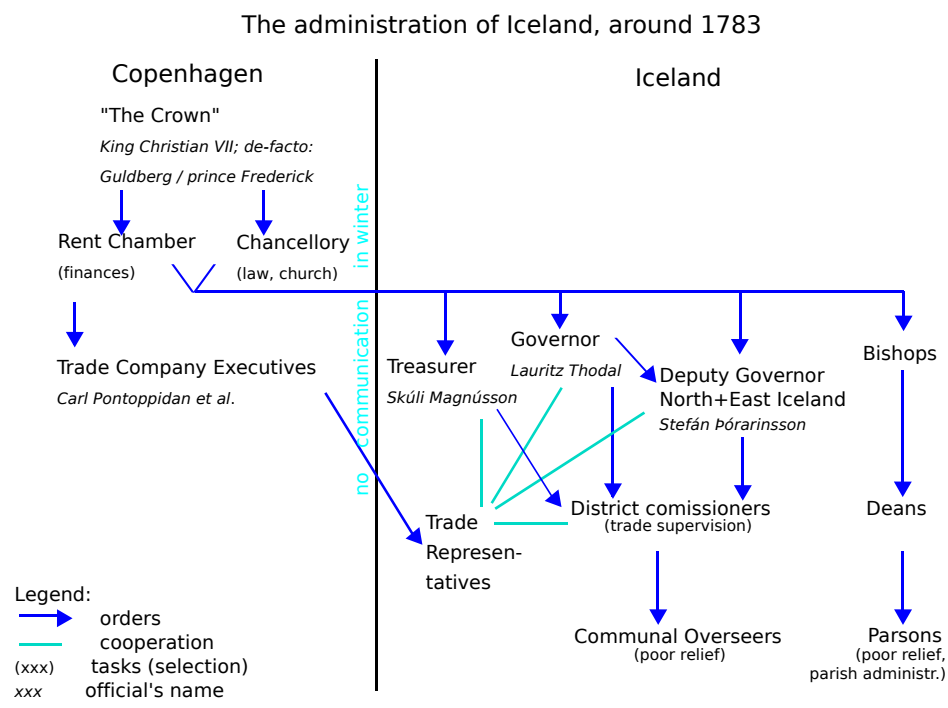 The administration of Iceland, around 1783
Copenhagen
Iceland
"The Crown"
King Christian VII; de-facto:
Guldberg / prince Frederick
Rent Chamber
(finances)
Chancellory
(law, church)
no communication in winter
Trade Company Executives
Carl Pontoppidan et al.
Treasurer
Skúli Magnússon
Governor
Lauritz Thodal
Deputy Governor
North+East Iceland
Stefán Þórarinsson
Bishops
Trade
Represen-
tatives
District comissioners
(trade supervision)
Deans
Communal Overseers
(poor relief)
Parsons
(poor relief,
parish administr.)
Legend:
orders
cooperation
(xxx) tasks (selection)
xxx official's name